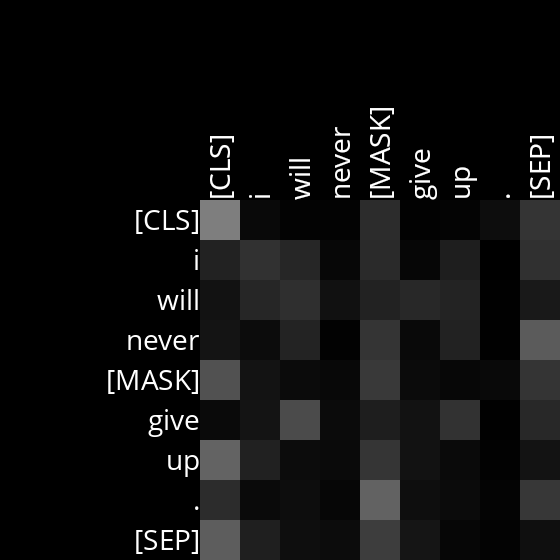 [CLS] i will never [MASK] give up . [SEP]
[CLS]
i
will
never
[MASK]
give
up
.
[SEP]